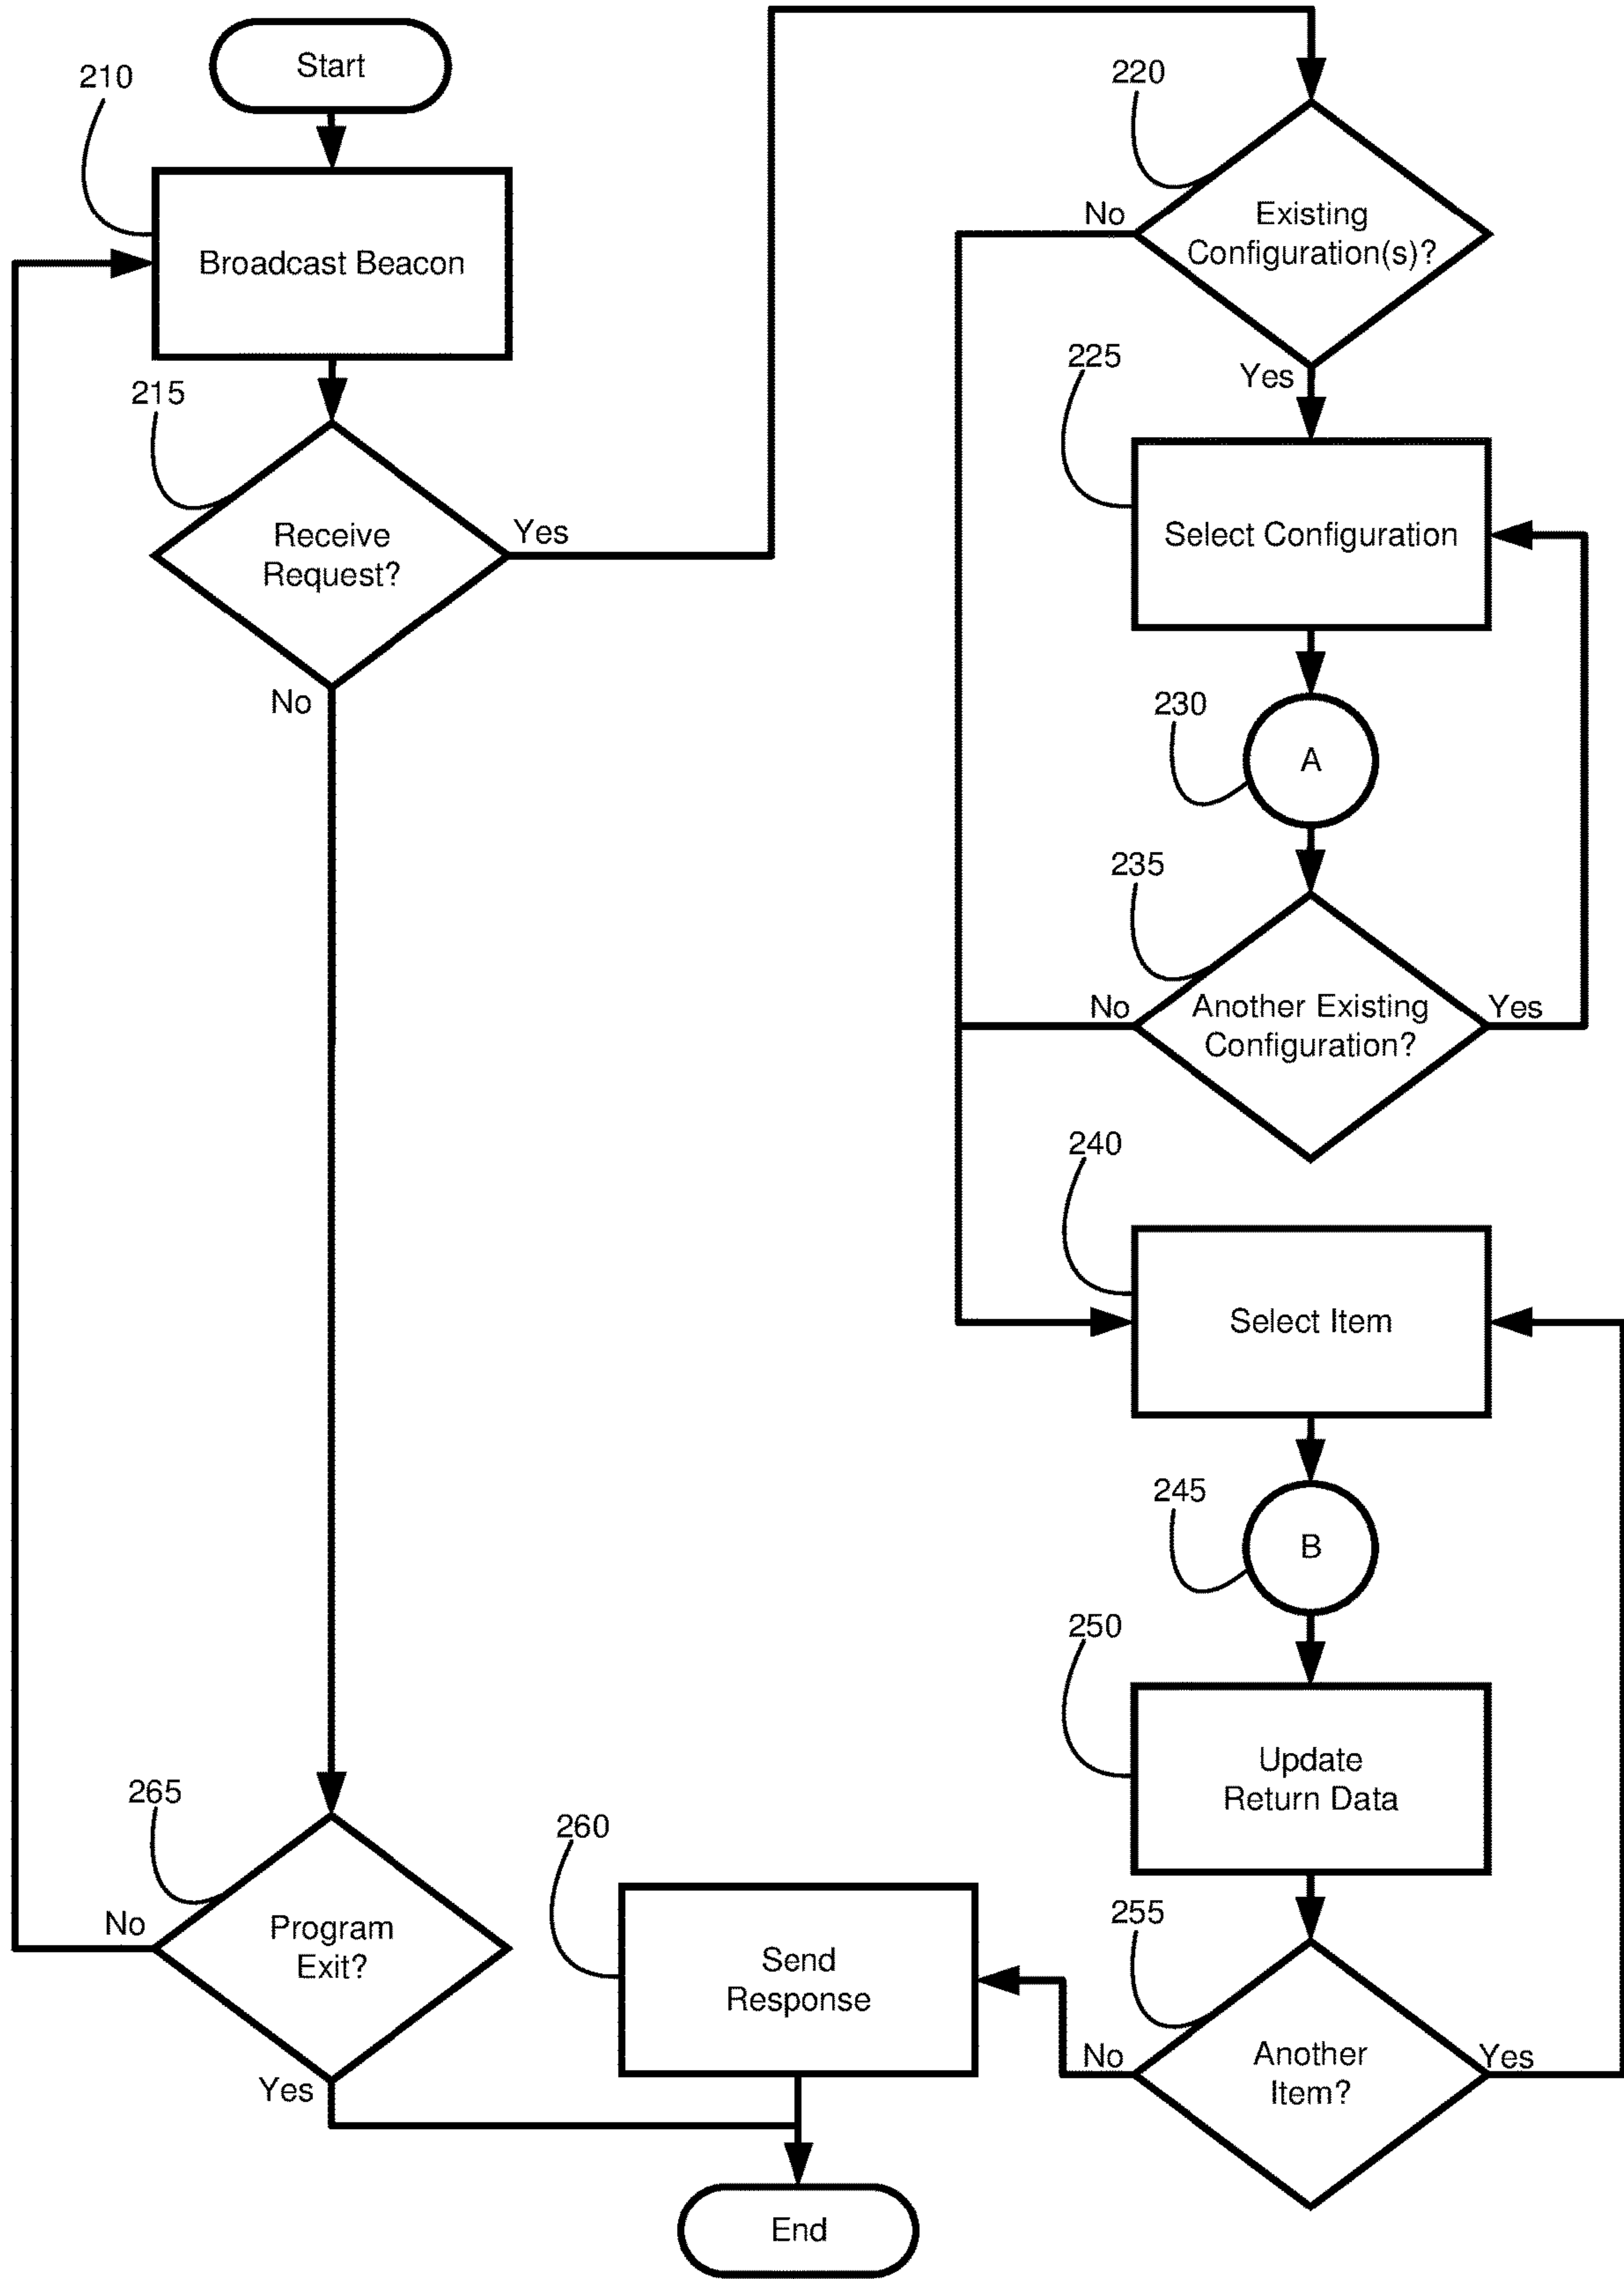 Start
210
Broadcast Beacon
215
Receive
Request?
Yes
No
220
Existing
Configuration(s)?
No
Yes
225
Select Configuration
230
A
235
Another Existing
Configuration?
No
Yes
240
Select Item
245
B
250
Update
Return Data
255
Another
Item?
No
Yes
260
Send
Response
265
Program
Exit?
No
Yes
End